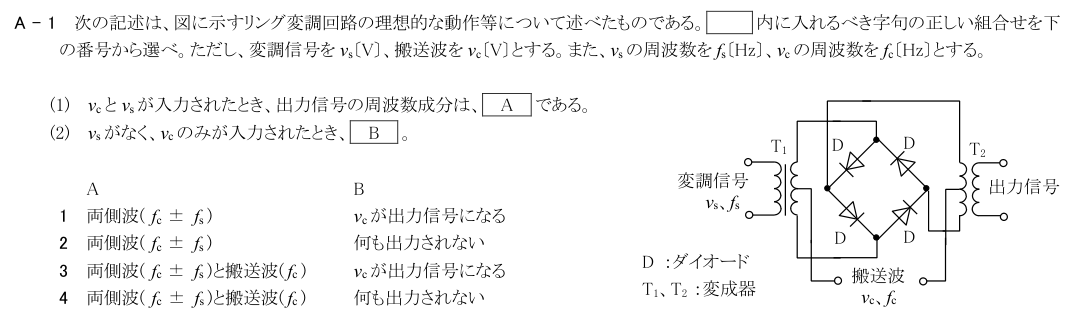 A－1 次の記述は、図に示すリング変調回路の理想的な動作等について述べたものである。 内に入れるべき字句の正しい組合せを下
の番号から選べ。ただし、変調信号を vs〔V〕、搬送波を vc〔V〕とする。また、vsの周波数をfs〔Hz〕、vcの周波数をfc〔Hz〕とする。
(1) vcとvsが入力されたとき、出力信号の周波数成分は、 A である。
(2) vsがなく、vcのみが入力されたとき、 B 。
A B
1 両側波( fc ± fs ) vcが出力信号になる
2 両側波( fc ± fs ) 何も出力されない
3 両側波( fc ± fs )と搬送波(fc ) vcが出力信号になる
4 両側波( fc ± fs )と搬送波(fc ) 何も出力されない
T1 D D T2
変調信号
vs、fs
出力信号
D D
D ：ダイオード
T1、T2 ：変成器
搬送波
vc、fc